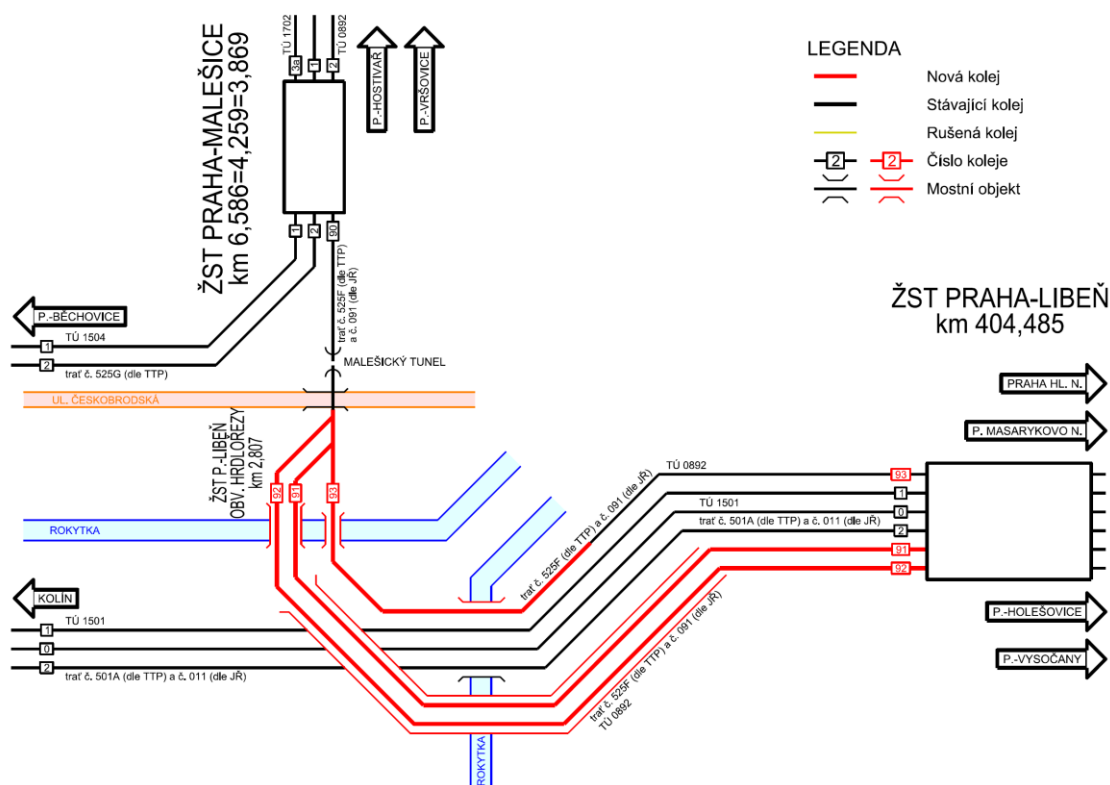 TÚ 1702
TÚ 0892
3a
1
2
P.-HOSTIVAŘ
P.-VRŠOVICE
ŽST PRAHA-MALEŠICE
km 6,586=4,259=3,869
LEGENDA
Nová kolej
Stávající kolej
Rušená kolej
2
2
Číslo koleje
Mostní objekt
1
2
90
trať č. 525F (dle TTP)
a č. 091 (dle JŘ)
P.-BĚCHOVICE
TÚ 1504
1
2
trať č. 525G (dle TTP)
MALEŠICKÝ TUNEL
UL. ČESKOBRODSKÁ
ŽST PRAHA-LIBEŇ
km 404,485
PRAHA HL. N.
P. MASARYKOVO N.
ŽST P.-LIBEŇ
OBV. HRDLOŘEZY
km 2,807
92
91
93
ROKYTKA
TÚ 0892
93
1
TÚ 1501
0
trať č. 501A (dle TTP) a č. 011 (dle JŘ)
2
91
92
trať č. 525F (dle TTP) a č. 091 (dle JŘ)
KOLÍN
TÚ 1501
1
0
2
trať č. 501A (dle TTP) a č. 011 (dle JŘ)
P.-HOLEŠOVICE
P.-VYSOČANY
trať č. 525F (dle TTP) a č. 091 (dle JŘ)
TÚ 0892
ROKYTKA